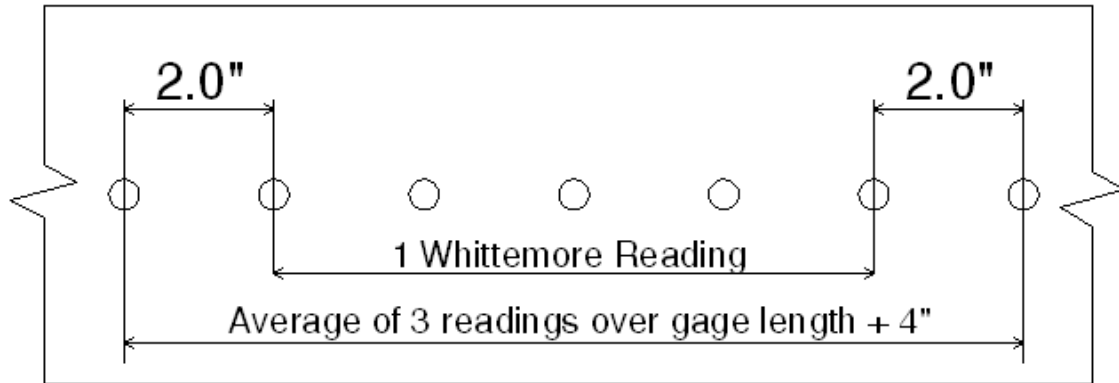 2.0" 2.0"
1 Whittemore Reading
Average of 3 readings over gage length + 4"